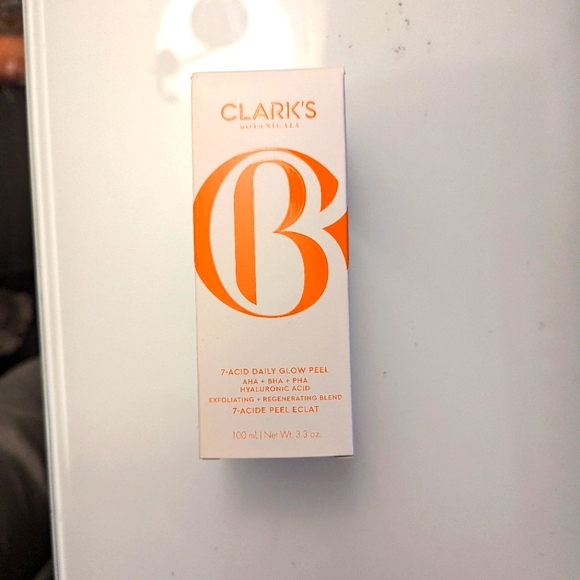 CLARK'S
BOTANICALS
CB
7-ACID DAILY GLOW PEEL
AHA + BHA + PHA
HYALURONIC ACID
EXFOLIATING + REGENERATING BLEND
7-ACIDE PEEL ECLAT
100 ml | Net Wt. 3.3 oz.